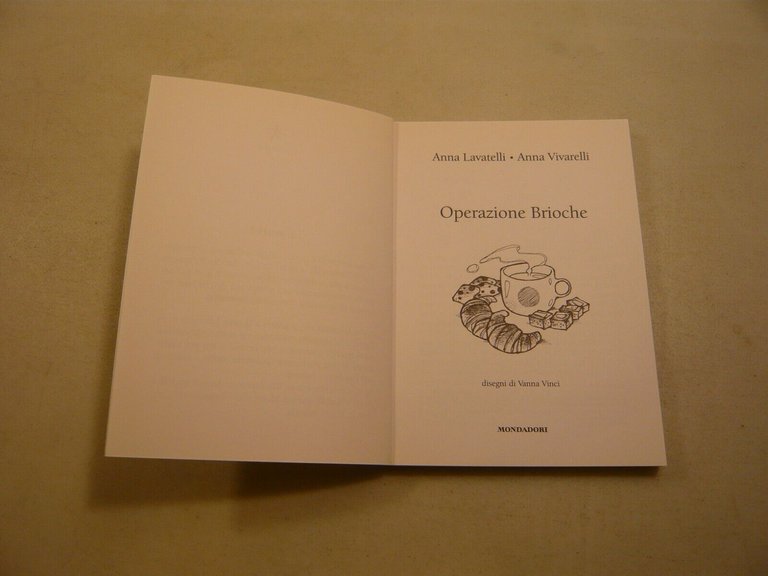 Anna Lavatelli • Anna Vivarelli
Operazione Brioche
disegni di Vanna Vinci
MONDADORI